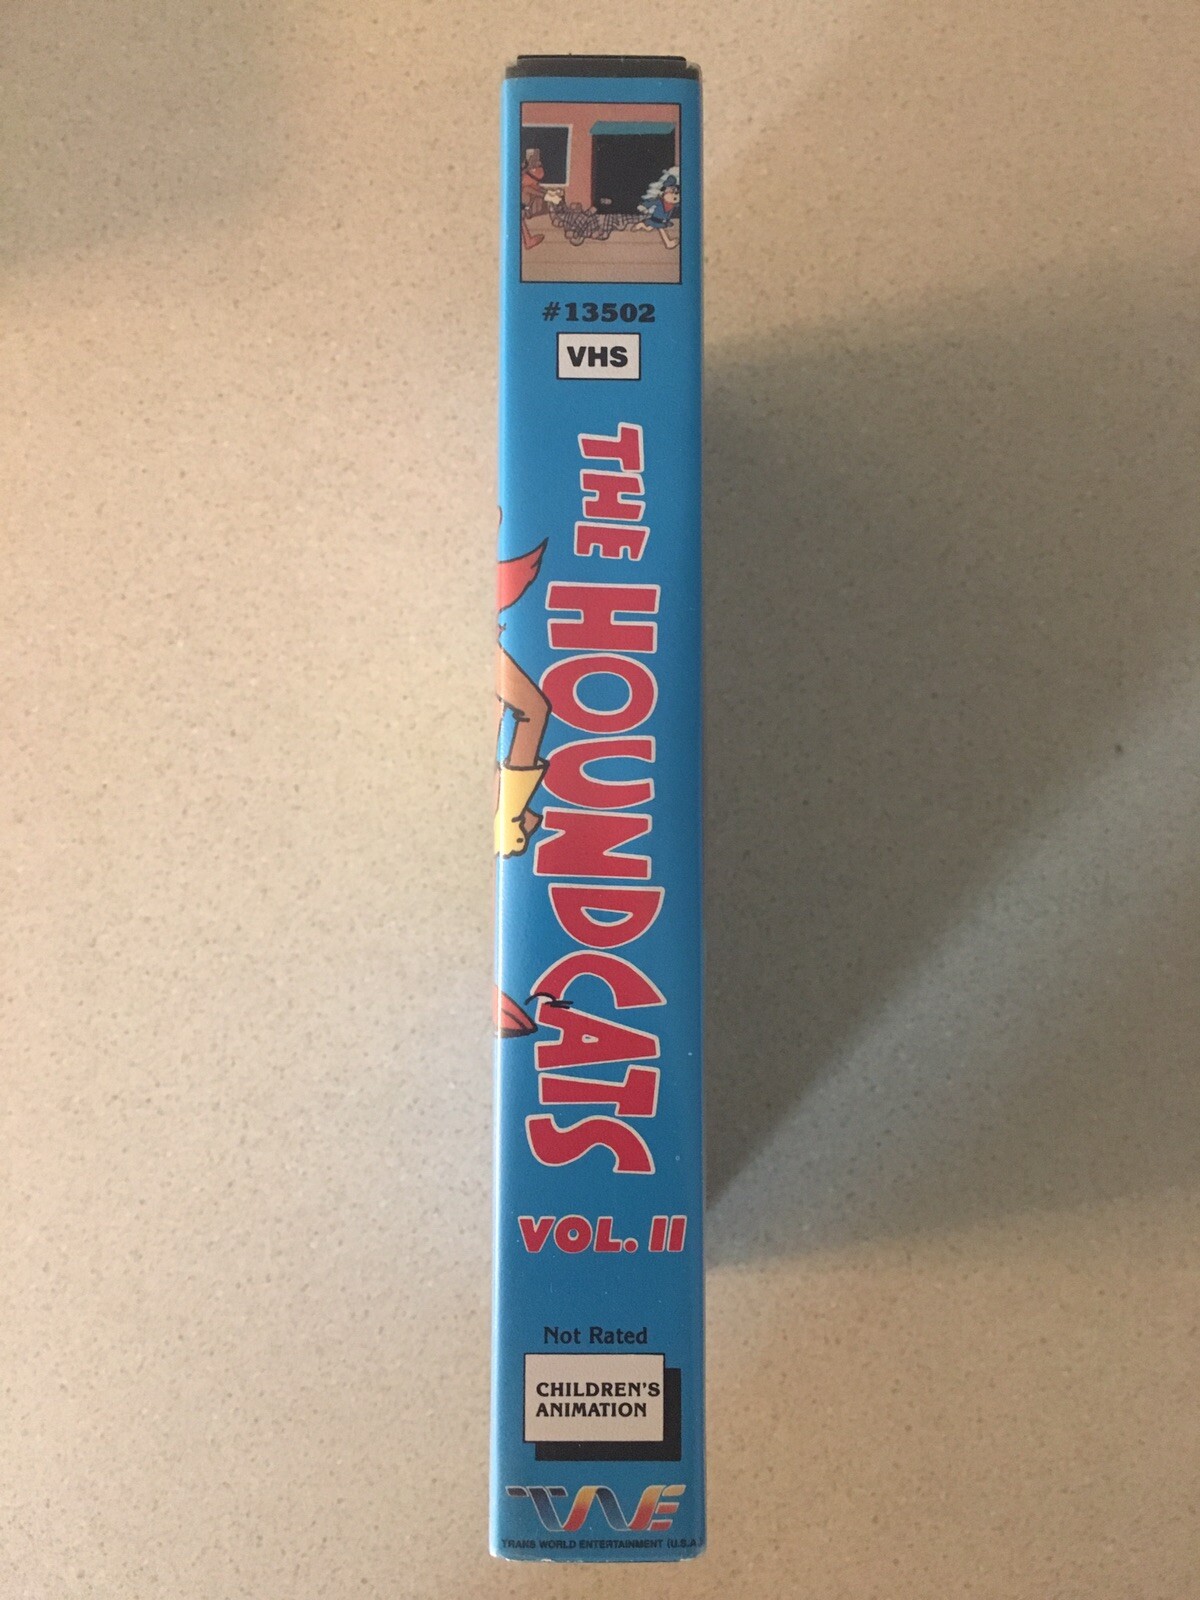 #13502
VHS
THE HOUNDCATS
VOL. II
Not Rated
CHILDREN'S
ANIMATION
TWE
TRANS WORLD ENTERTAINMENT (U.S.A.)